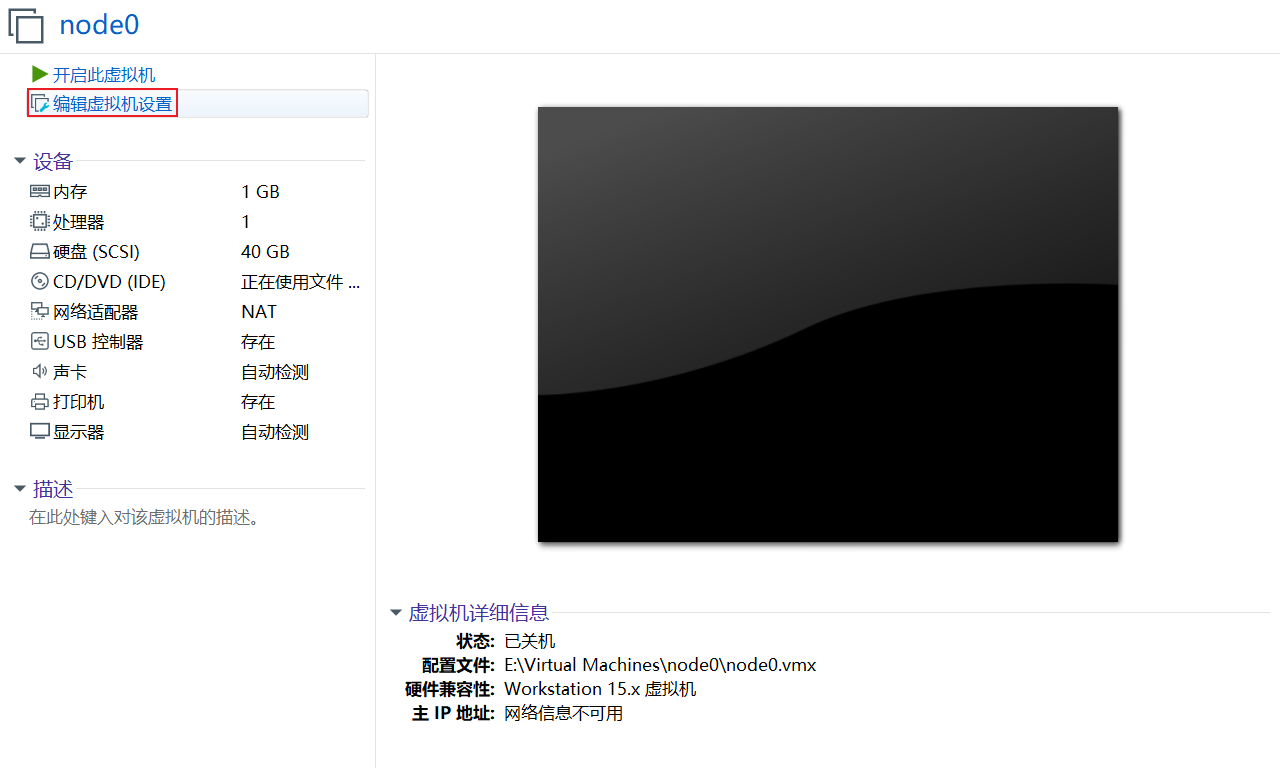 node0
开启此虚拟机
编辑虚拟机设置
设备
内存 1 GB
处理器 1
硬盘 (SCSI) 40 GB
CD/DVD (IDE) 正在使用文件 ...
网络适配器 NAT
USB 控制器 存在
声卡 自动检测
打印机 存在
显示器 自动检测
描述
在此处键入对该虚拟机的描述。
虚拟机详细信息
状态: 已关机
配置文件: E:\Virtual Machines\node0\node0.vmx
硬件兼容性: Workstation 15.x 虚拟机
主 IP 地址: 网络信息不可用